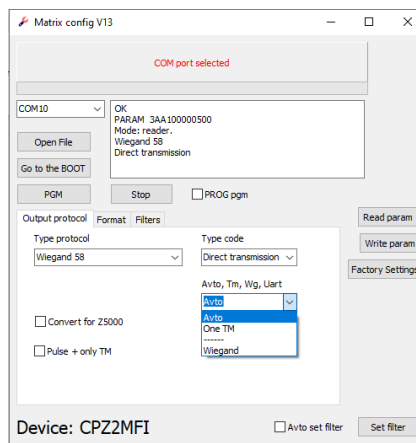 Matrix config V13
COM port selected
COM10
OK
PARAM 3AA100000500
Mode: reader.
Wiegand 58
Direct transmission
Open File
Go to the BOOT
PGM
Stop
PROG pgm
Output protocol Format Filters
Read param
Write param
Factory Settings
Type protocol
Type code
Wiegand 58
Direct transmission
Avto, Tm, Wg, Uart
Avto
Avto
One TM
------
Wiegand
Convert for Z5000
Pulse + only TM
Device: CPZ2MFI
Avto set filter
Set filter